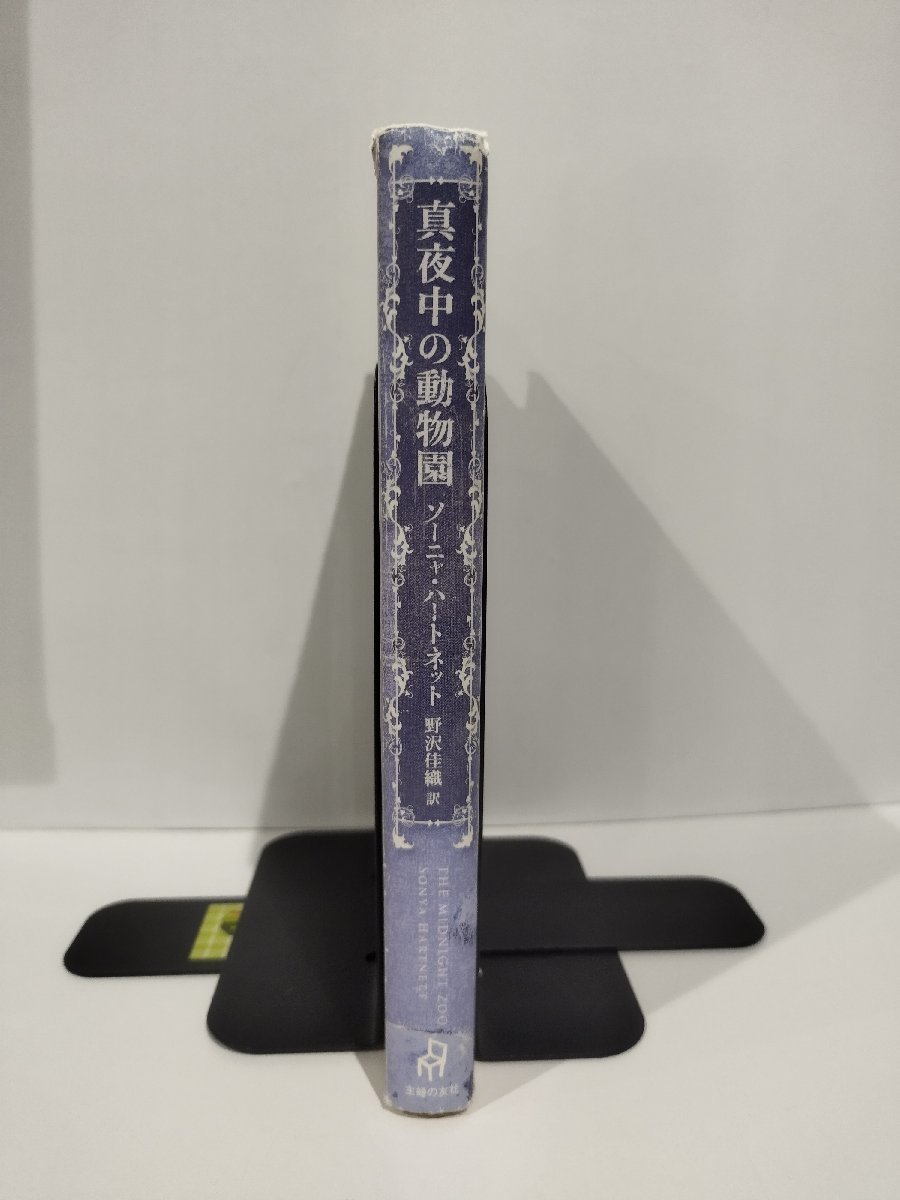 真夜中の動物園
ソーニャ・ハートネット
野沢佳織 訳
THE MIDNIGHT ZOO
SONYA HARTNETT
主婦の友社